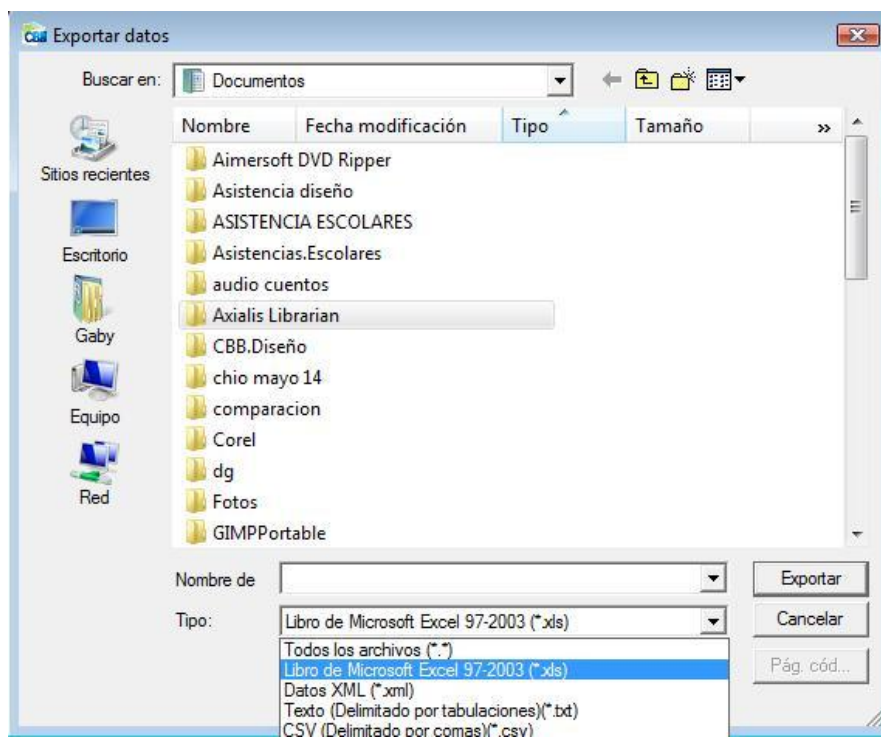 CBB Exportar datos
Buscar en: Documentos
Nombre Fecha modificación Tipo Tamaño »
Sitios recientes
Escritorio
Gaby
Equipo
Red
Aimersoft DVD Ripper
Asistencia diseño
ASISTENCIA ESCOLARES
Asistencias.Escolares
audio cuentos
Axialis Librarian
CBB.Diseño
chio mayo 14
comparacion
Corel
dg
Fotos
GIMPPortable
Nombre de
Exportar
Tipo: Libro de Microsoft Excel 97-2003 (*.xls)
Cancelar
Todos los archivos (*.*)
Libro de Microsoft Excel 97-2003 (*.xls)
Datos XML (*.xml)
Texto (Delimitado por tabulaciones)(*.txt)
CSV (Delimitado por comas)(*.csv)
Pág. cód...